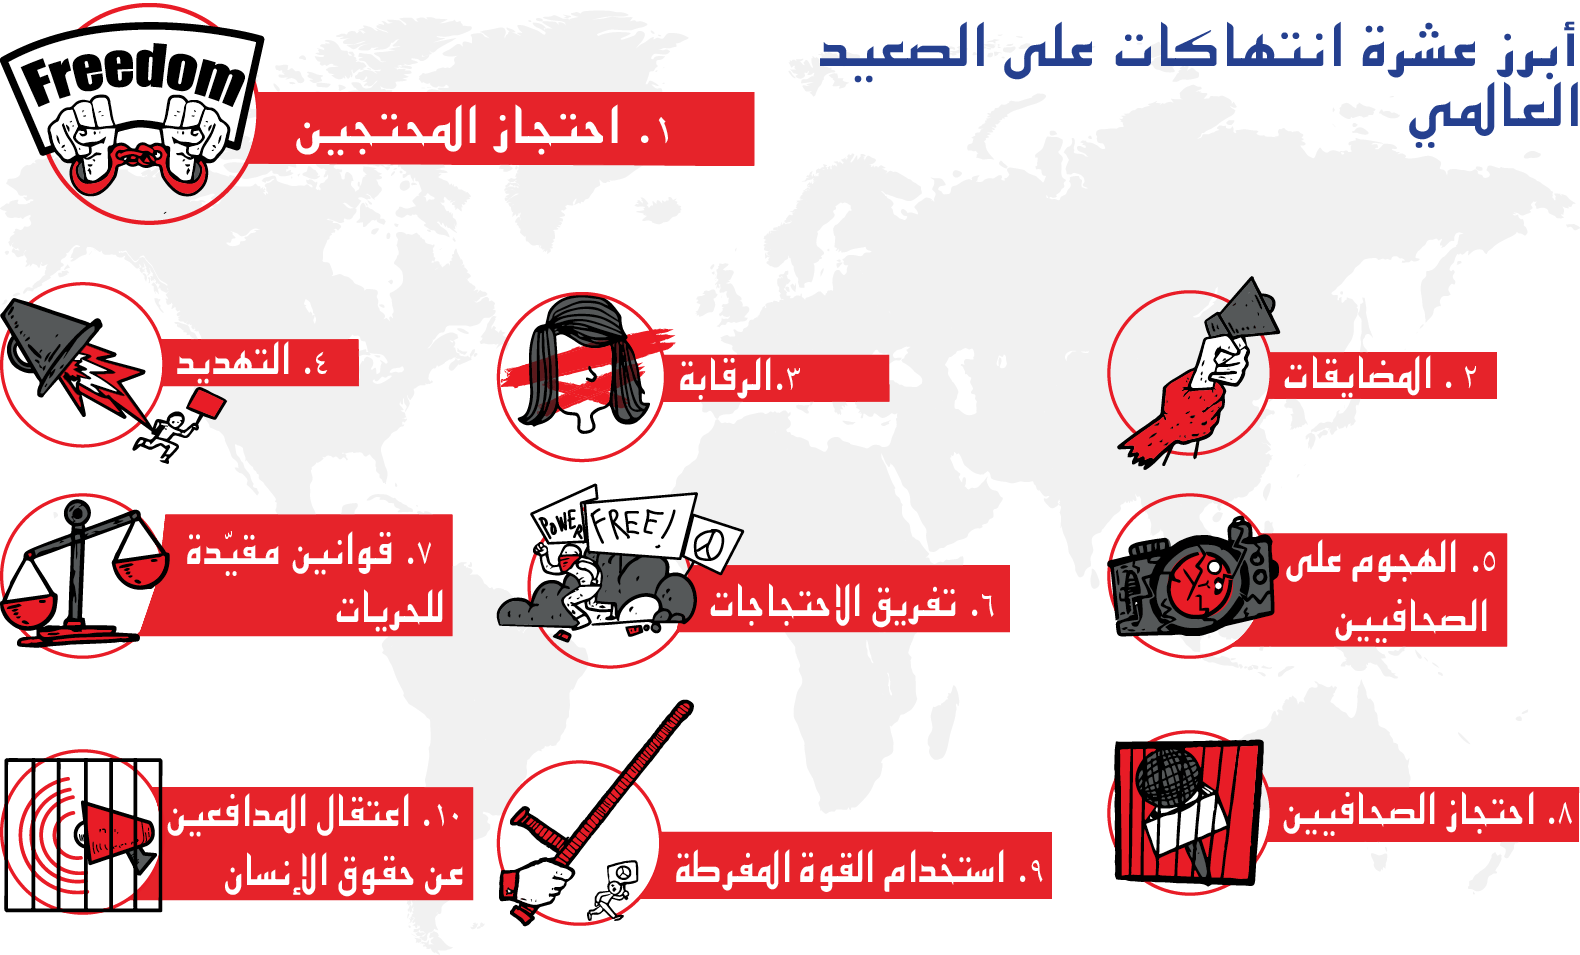 أبرز عشرة انتهاكات على الصعيد
العالمي
Freedom
١. احتجاز المحتجيين
٢ . المضايقات
٣.الرقابة
٤. التهديد
٥. الهجوم على
الصحافيين
POWER
FREE!
٦. تفريق الاحتجاجات
٧. قوانين مقيّدة
للحريات
٨. احتجاز الصحافيين
٩. استخدام القوة المفرطة
١٠. اعتقال المدافعين
عن حقوق الإنسان